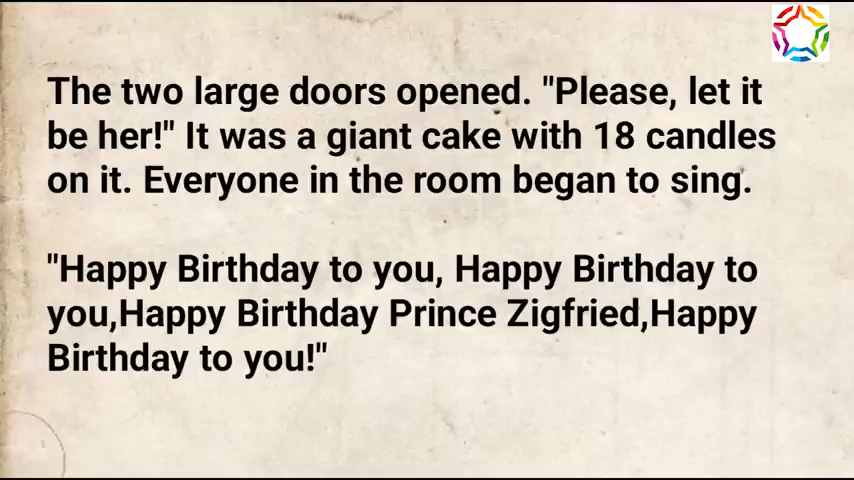 The two large doors opened. "Please, let it
be her!" It was a giant cake with 18 candles
on it. Everyone in the room began to sing.
"Happy Birthday to you, Happy Birthday to
you,Happy Birthday Prince Zigfried,Happy
Birthday to you!"